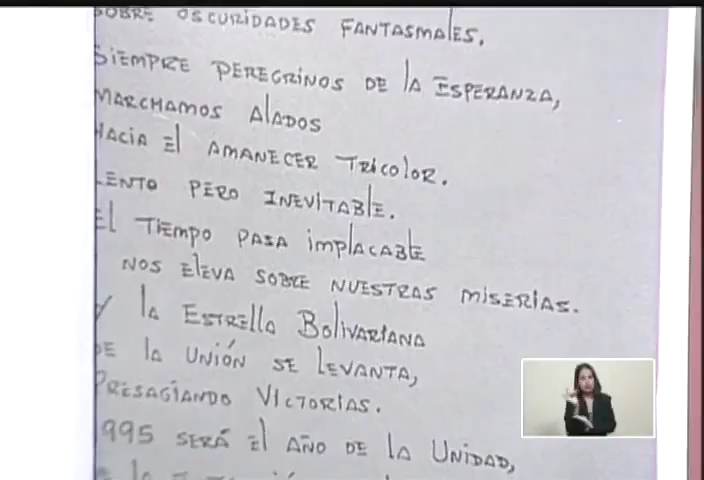 SOBRE OSCURIDADES FANTASMALES.
SIEMPRE PEREGRINOS DE la ESPERANZA,
MARCHAMOS AlADOS
HACIA El AMANECER TRICOLOR.
LENTO PERO INEVITABLE.
El TIEMPO PASA implACABLE
NOS ElEVA SOBRE NUESTRAS MISERIAS.
Y la ESTRELLA BOLIVARIANA
DE la UNIÓN SE LEVANTA,
PRESAGIANDO VICTORIAS.
1995 SERÁ El AÑO DE la UNIDAD,